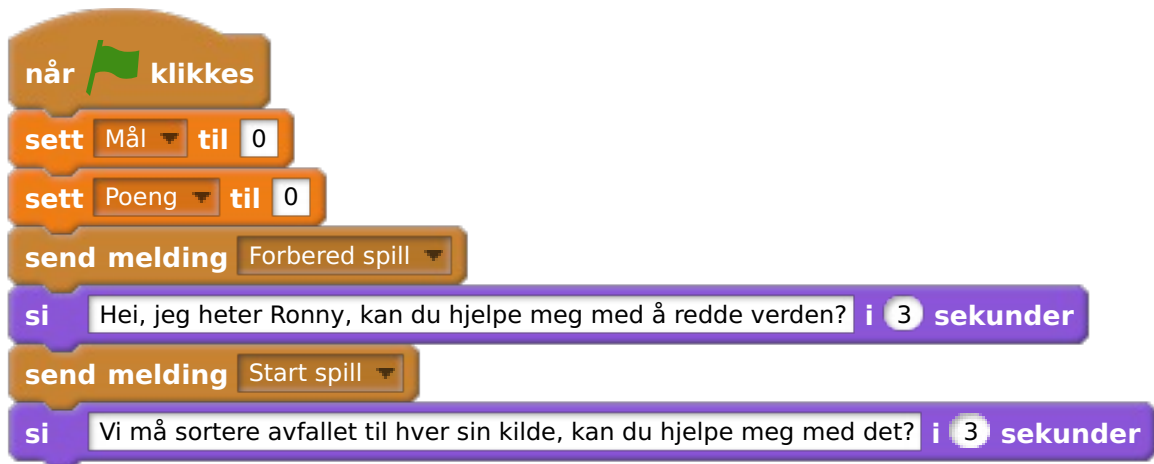 når klikkes
sett Mål til 0
sett Poeng til 0
send melding Forbered spill
si Hei, jeg heter Ronny, kan du hjelpe meg med å redde verden? i 3 sekunder
send melding Start spill
si Vi må sortere avfallet til hver sin kilde, kan du hjelpe meg med det? i 3 sekunder